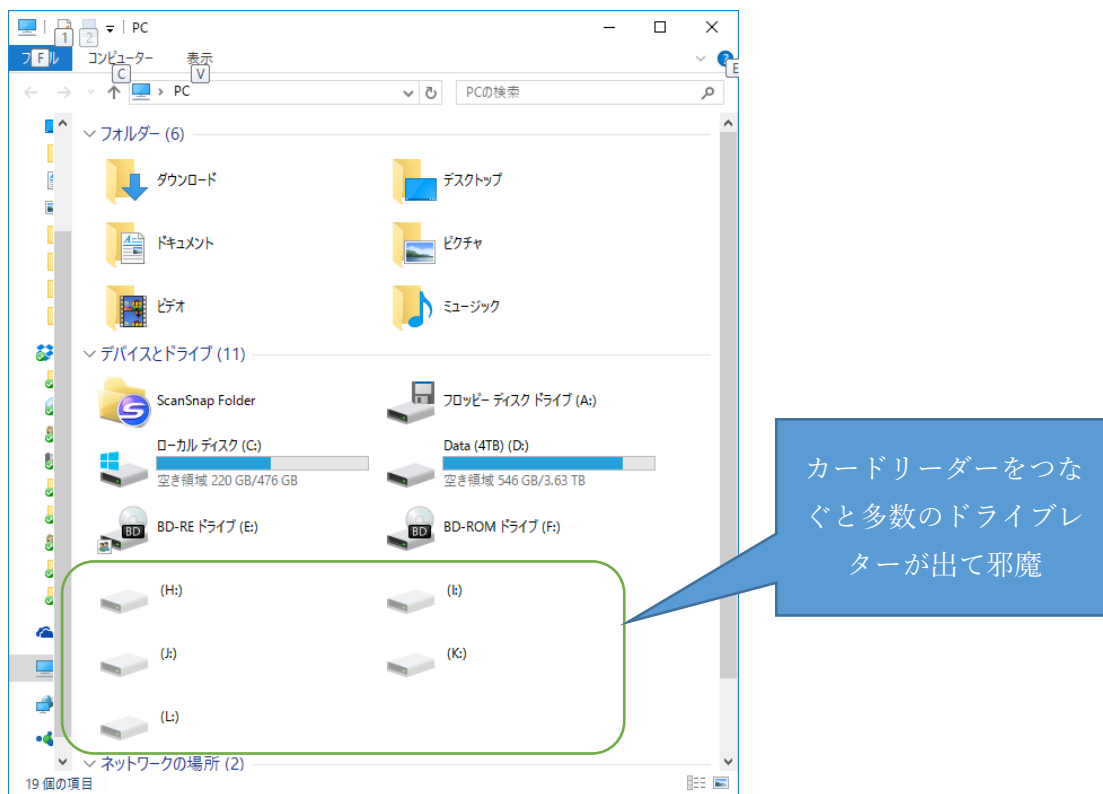 PC
1
2
ファイル
F
コンピューター
C
表示
V
E
PC
PCの検索
フォルダー (6)
ダウンロード
デスクトップ
ドキュメント
ピクチャ
ビデオ
ミュージック
デバイスとドライブ (11)
ScanSnap Folder
フロッピー ディスク ドライブ (A:)
ローカル ディスク (C:)
空き領域 220 GB/476 GB
Data (4TB) (D:)
空き領域 546 GB/3.63 TB
BD
BD-RE ドライブ (E:)
BD
BD-ROM ドライブ (F:)
(H:)
(I:)
(J:)
(K:)
(L:)
ネットワークの場所 (2)
19 個の項目
カードリーダーをつな
ぐと多数のドライブレ
ターが出て邪魔